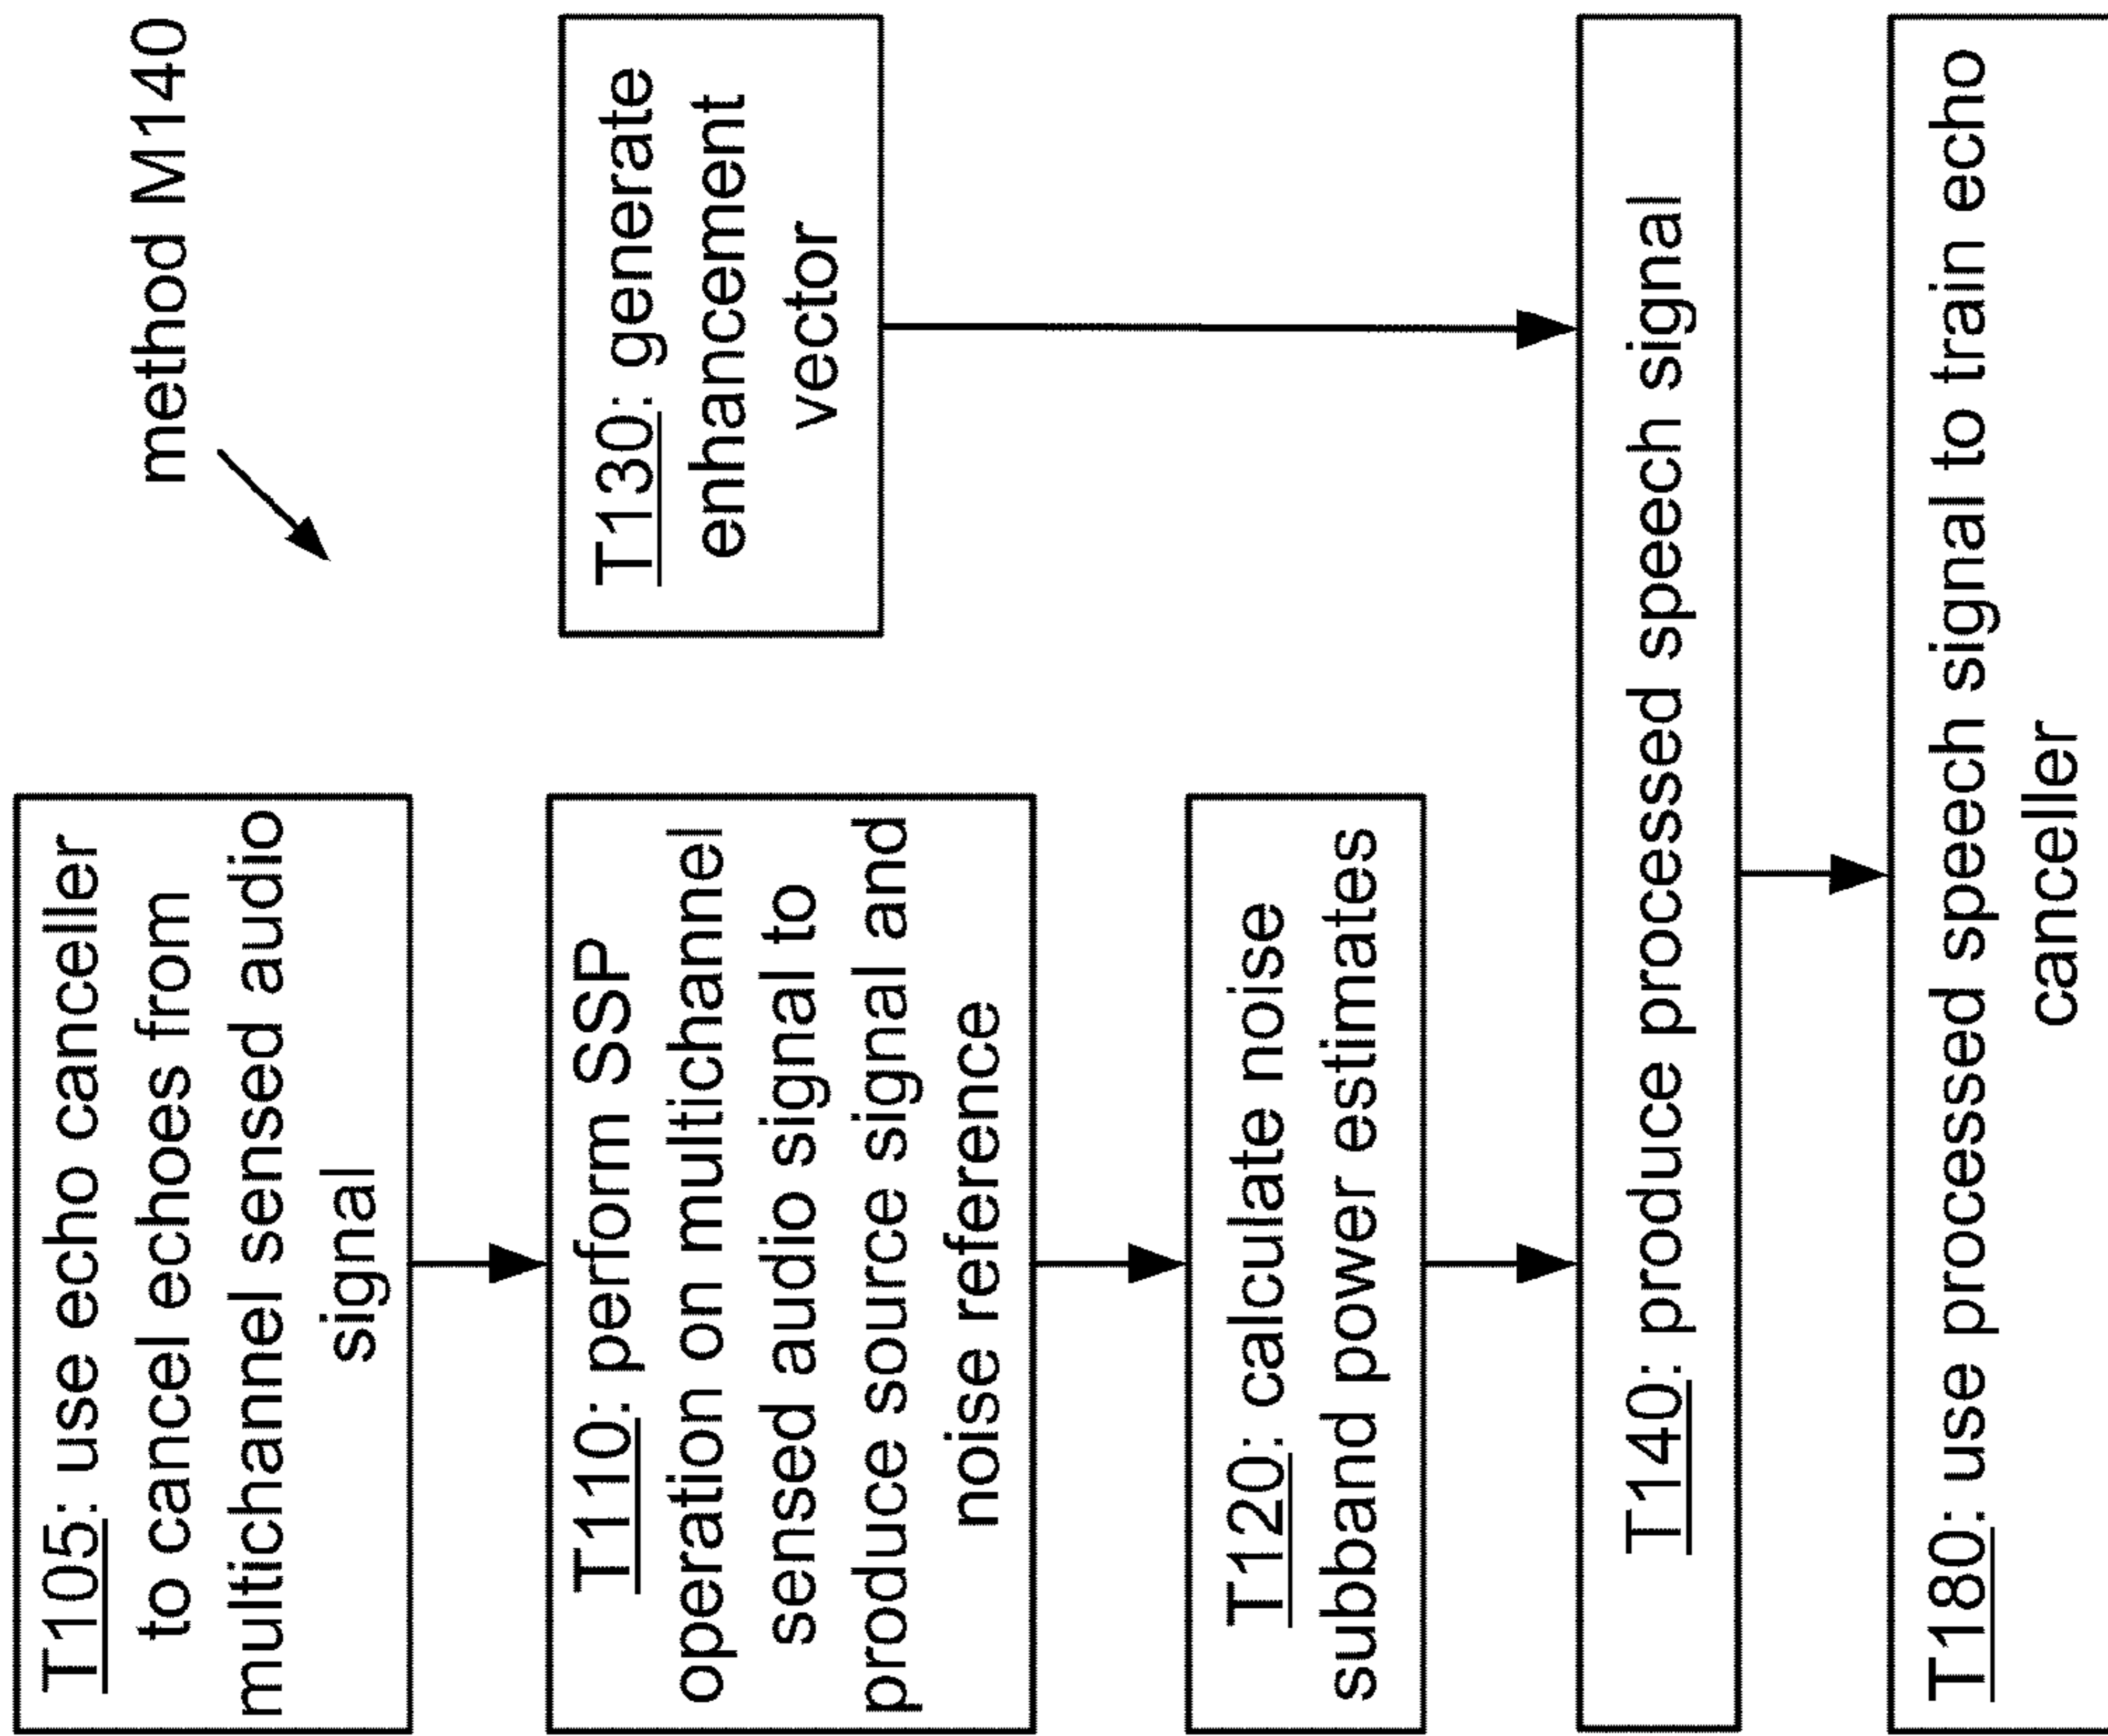 method M140
T105: use echo canceller
to cancel echoes from
multichannel sensed audio
signal
T110: perform SSP
operation on multichannel
sensed audio signal to
produce source signal and
noise reference
T120: calculate noise
subband power estimates
T130: generate
enhancement
vector
T140: produce processed speech signal
T180: use processed speech signal to train echo
canceller